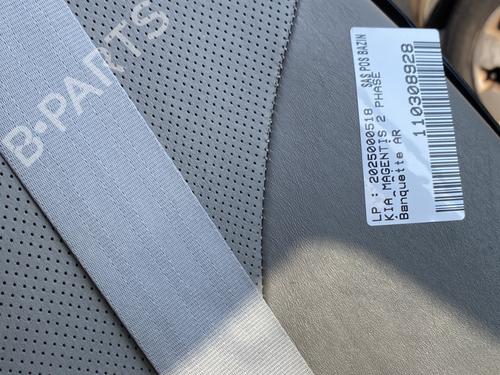 B-PARTS
SAS POS BAZIN
LP : 2025000518
KIA MAGENTIS 2 PHASE
Banquette AR
110308928